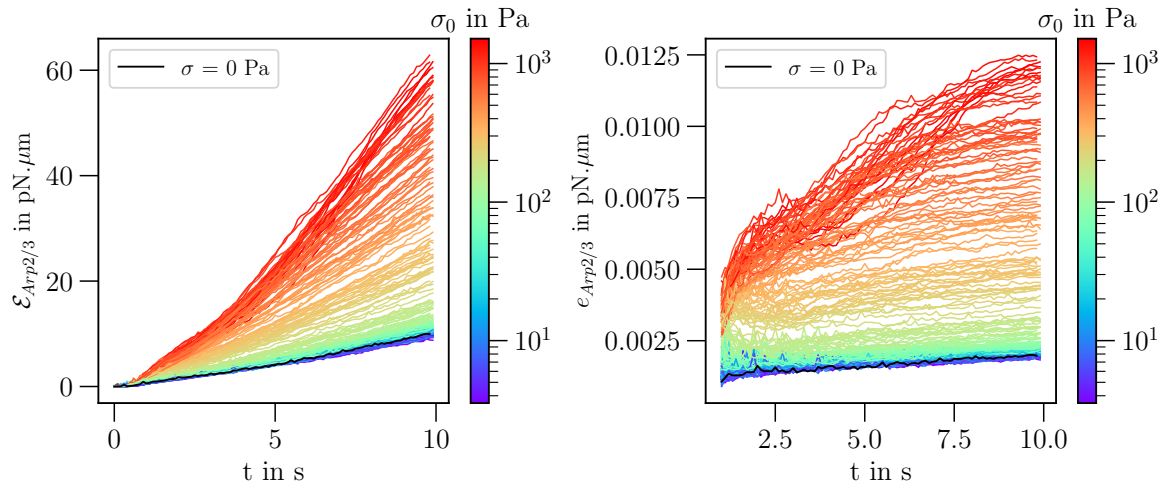 σ₀ in Pa
σ = 0 Pa
60
40
20
0
ℰ_{Arp2/3} in pN.μm
0
5
10
t in s
10³
10²
10¹
σ₀ in Pa
σ = 0 Pa
0.0125
0.0100
0.0075
0.0050
0.0025
e_{Arp2/3} in pN.μm
2.5
5.0
7.5
10.0
t in s
10³
10²
10¹